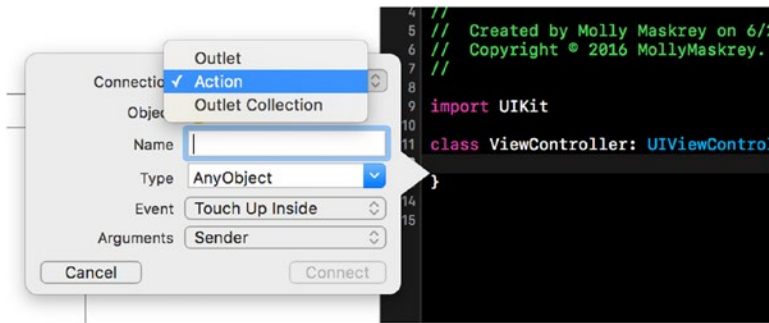 4 //
5 // Created by Molly Maskrey on 6/
6 // Copyright © 2016 MollyMaskrey.
7 //
8
9 import UIKit
10
11 class ViewController: UIViewContro
}
14
15
Outlet
Connectio ✓ Action
Outlet Collection
Objec
Name
Type AnyObject
Event Touch Up Inside
Arguments Sender
Cancel Connect